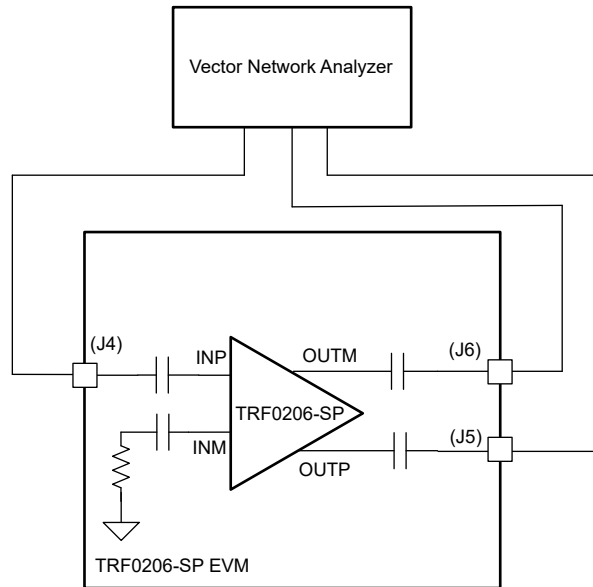 Vector Network Analyzer
(J4)
INP
OUTM
(J6)
TRF0206-SP
INM
OUTP
(J5)
TRF0206-SP EVM